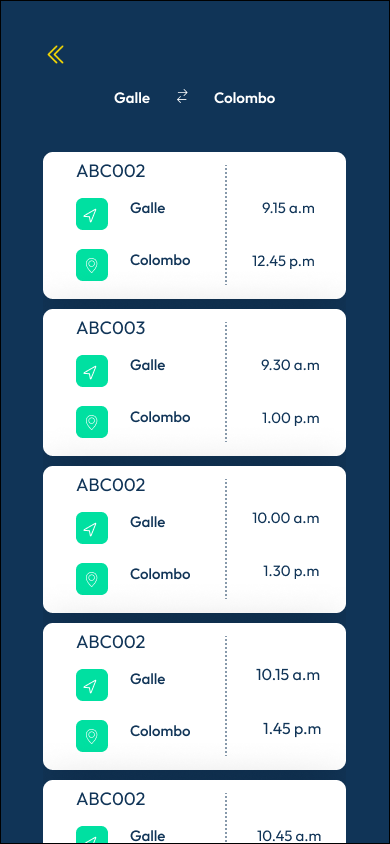 Galle Colombo
ABC002
Galle 9.15 a.m
Colombo 12.45 p.m
ABC003
Galle 9.30 a.m
Colombo 1.00 p.m
ABC002
Galle 10.00 a.m
Colombo 1.30 p.m
ABC002
Galle 10.15 a.m
Colombo 1.45 p.m
ABC002
Galle 10.45 a.m